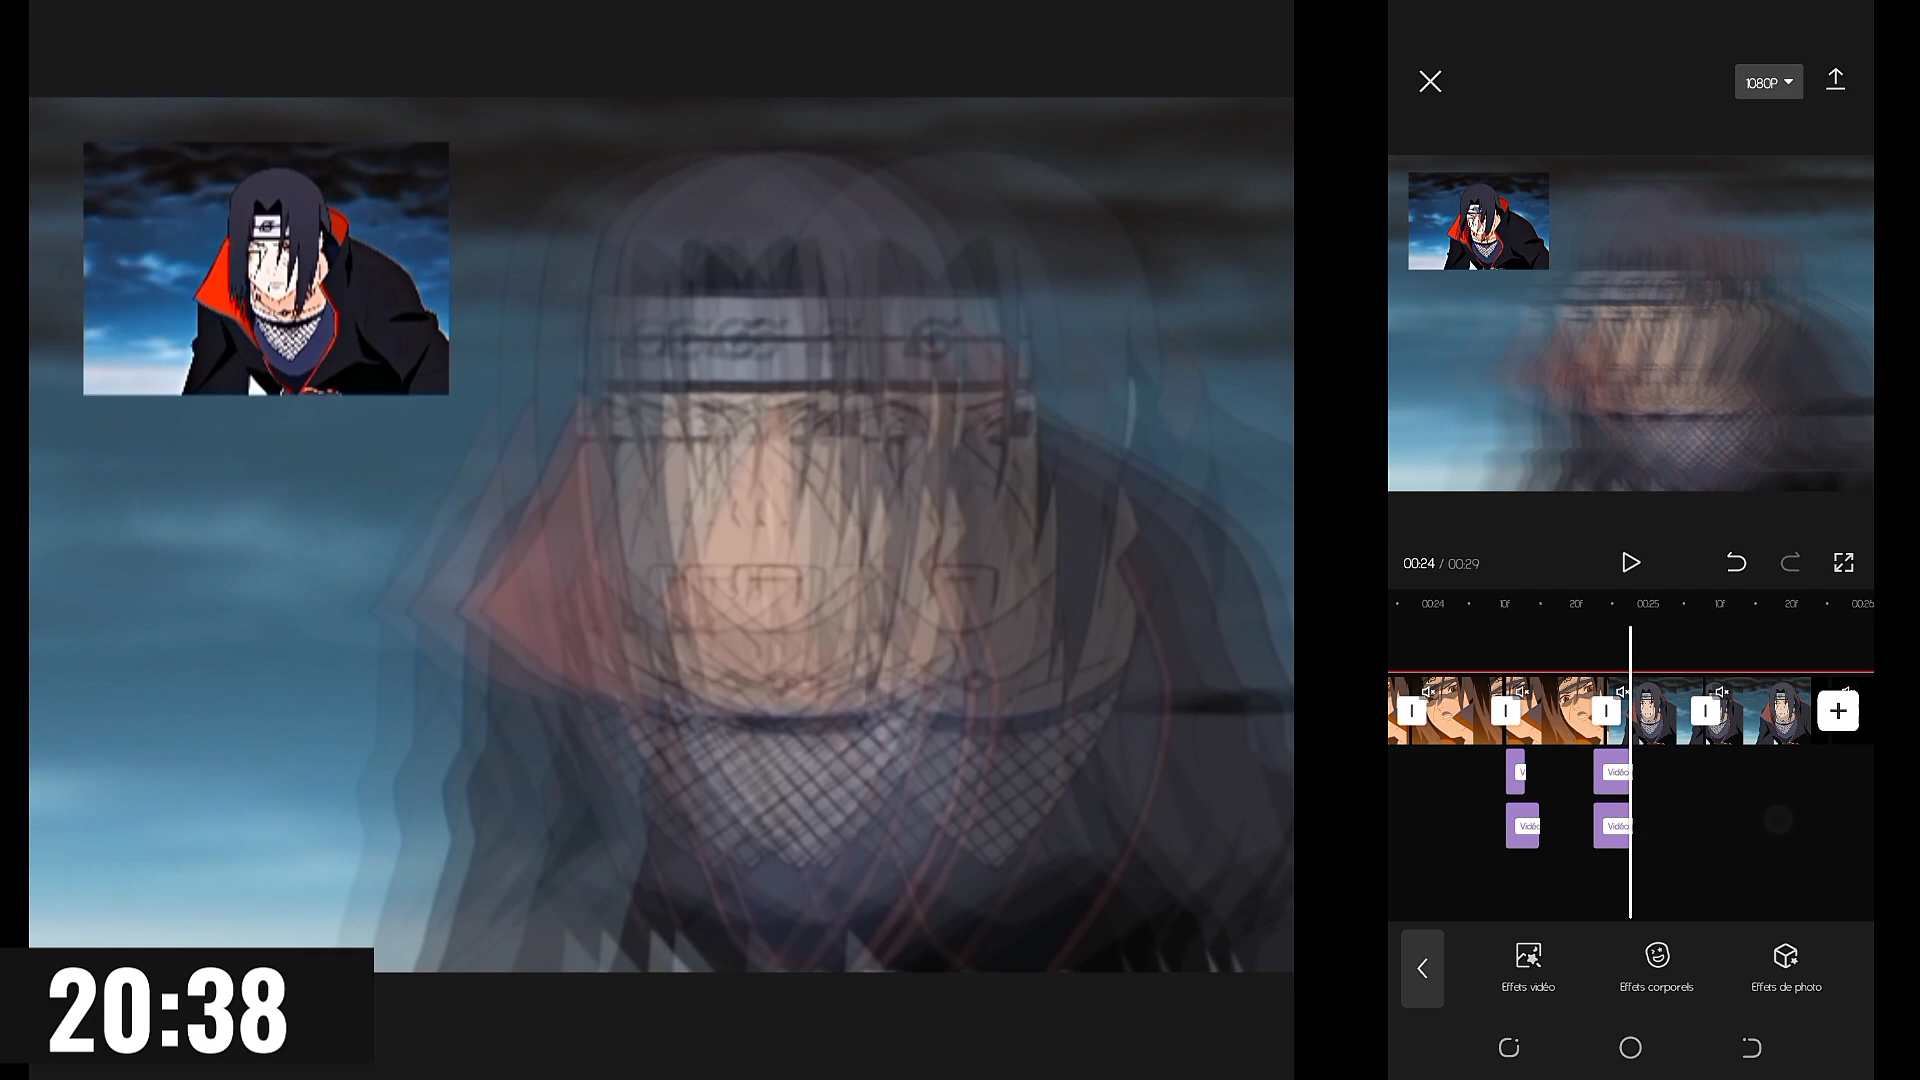 1080P
00:24 / 00:29
00:24 10f 20f 00:25 10f 20f 00:26
Vidéo
Vidéo
Effets vidéo Effets corporels Effets de photo
20:38